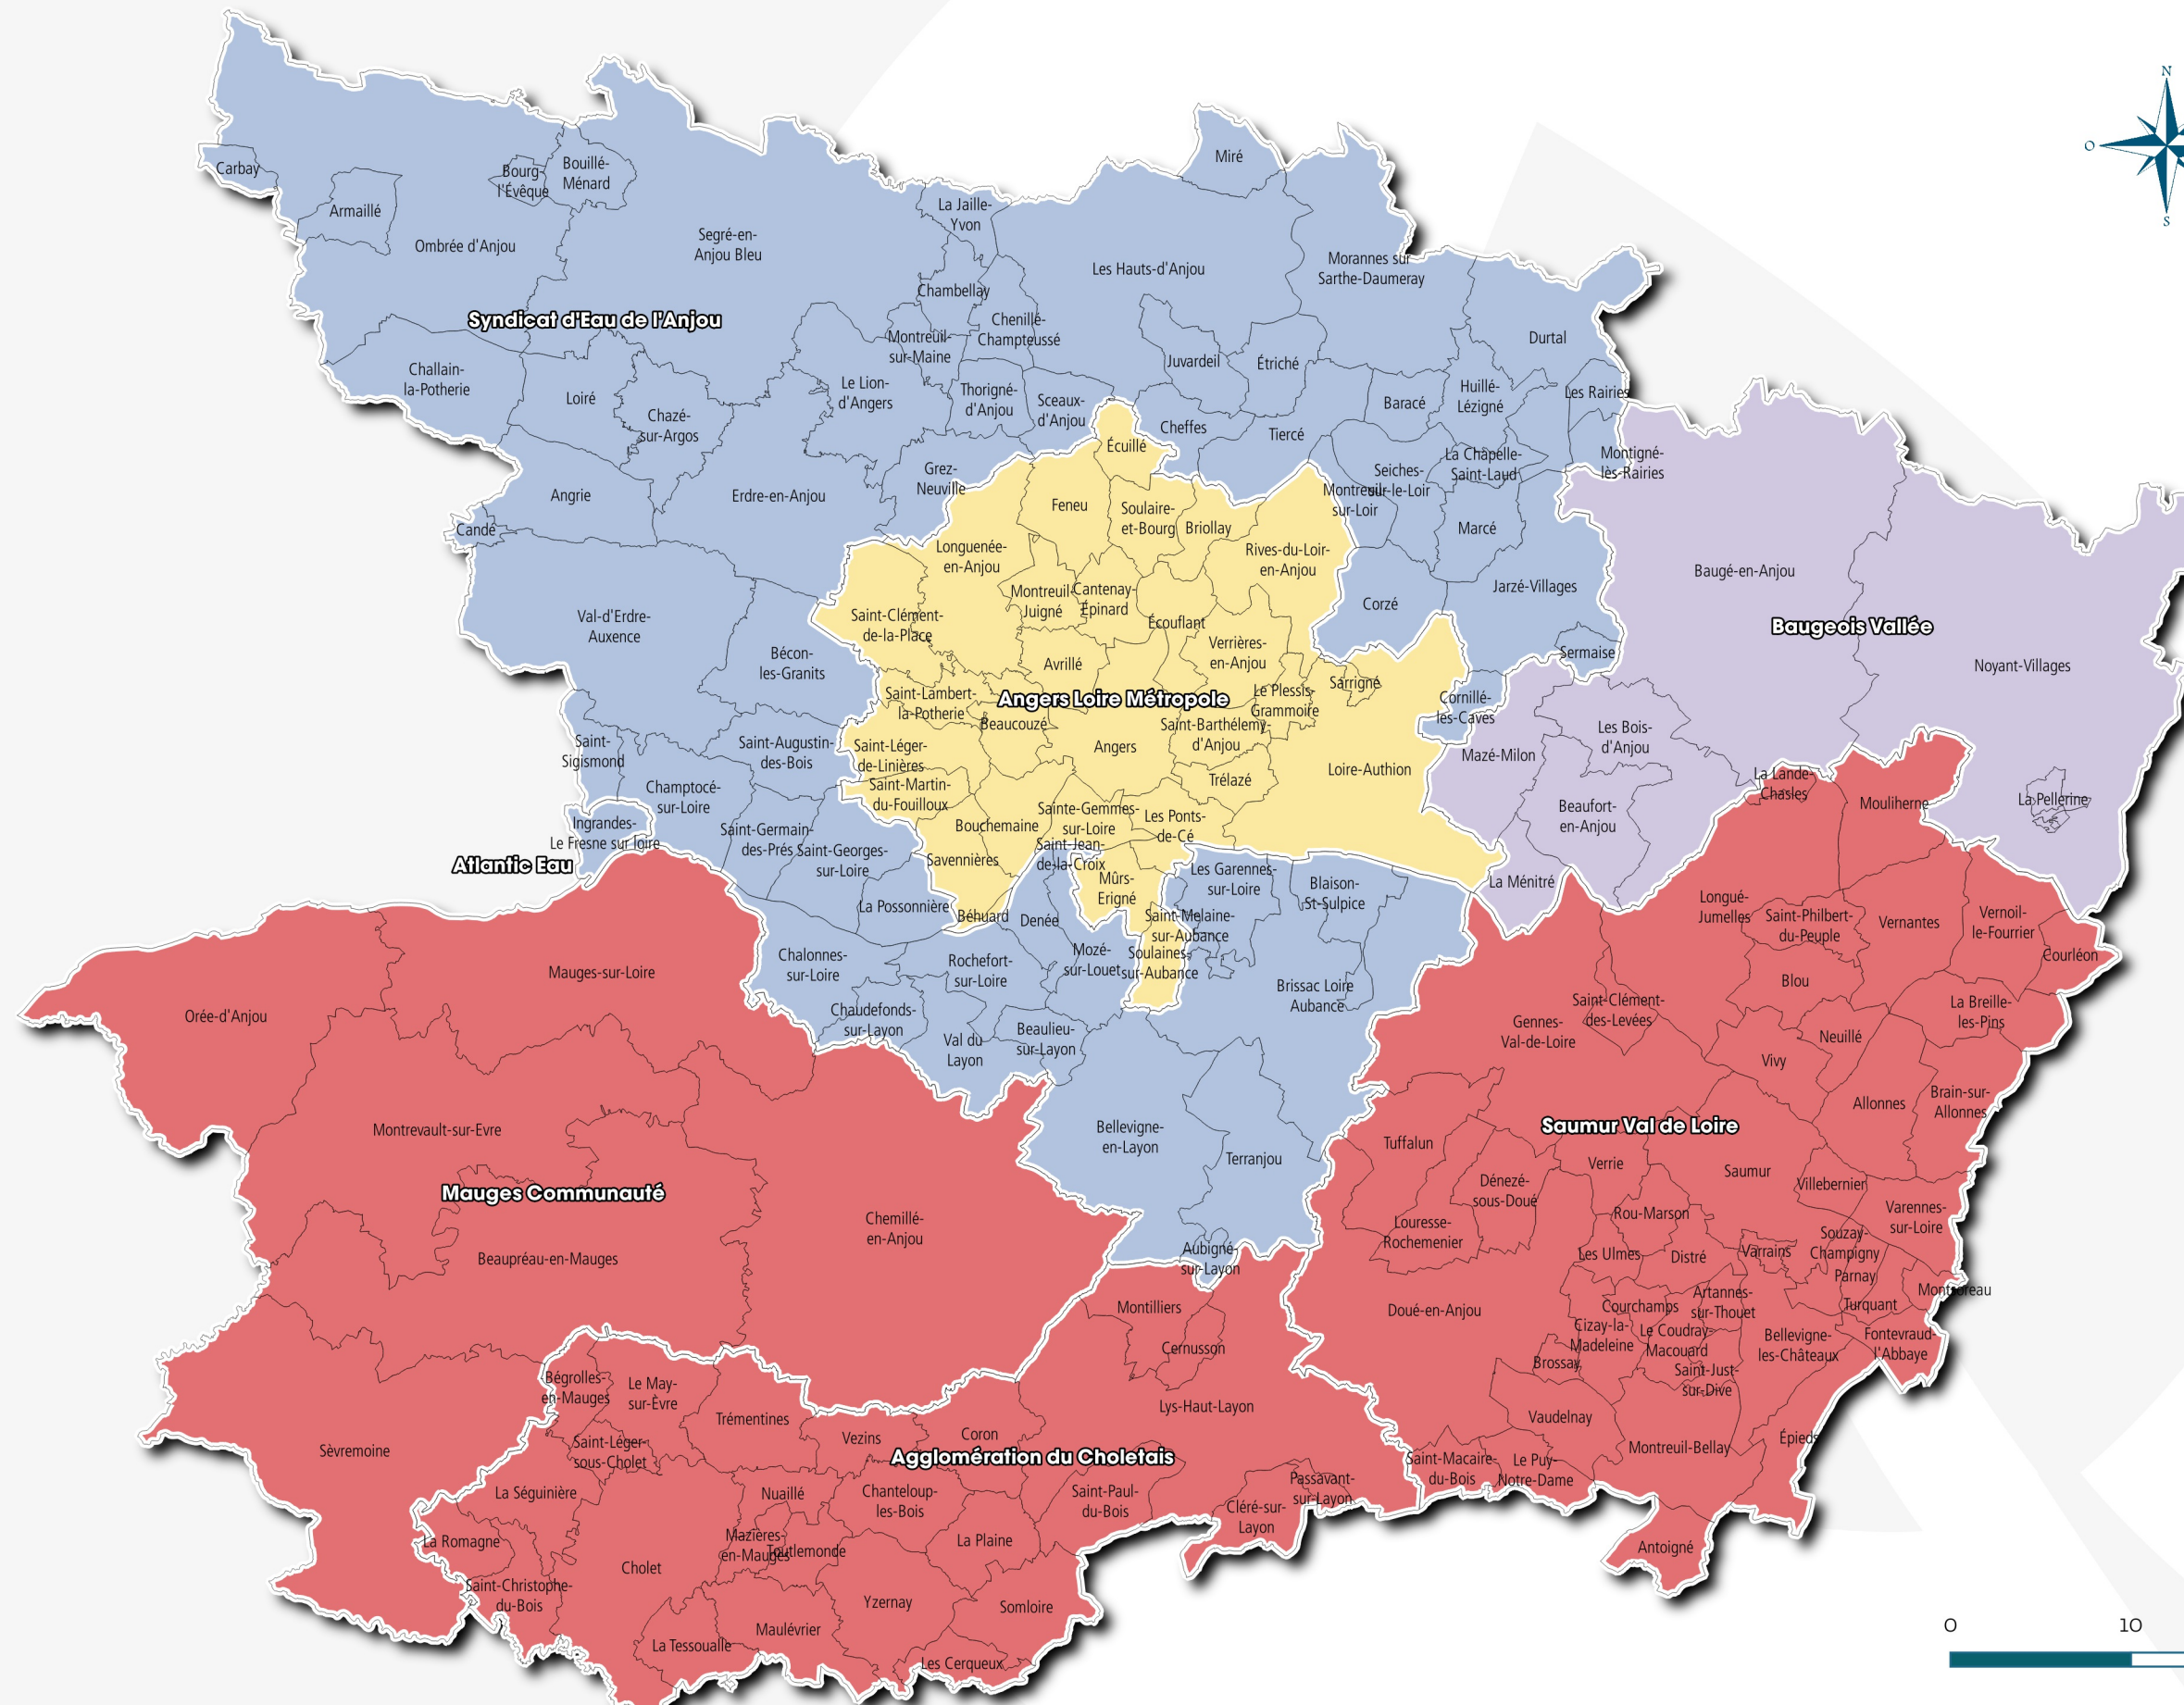 N
O
S
Carbay
Armaillé
Bourg-
l'Évêque
Bouillé-
Ménard
Ombrée d'Anjou
Segré-en-
Anjou Bleu
La Jaille-
Yvon
Miré
Les Hauts-d'Anjou
Morannes sur
Sarthe-Daumeray
Chambellay
Syndicat d'Eau de l'Anjou
Chenillé-
Champteussé
Montreuil-
sur-Maine
Durtal
Juvardeil
Étriché
Challain-
la-Potherie
Loiré
Chazé-
sur-Argos
Le Lion-
d'Angers
Thorigné-
d'Anjou
Sceaux-
d'Anjou
Baracé
Huillé-
Lézigné
Les Rairies
Cheffes
Tiercé
Écuillé
La Chapelle-
Saint-Laud
Montigné-
lès-Rairies
Seiches-
sur-le-Loir
Montreuil-
sur-Loir
Grez-
Neuville
Angrie
Erdre-en-Anjou
Candé
Feneu
Soulaire-
et-Bourg
Briollay
Marcé
Longuenée-
en-Anjou
Rives-du-Loir-
en-Anjou
Baugé-en-Anjou
Jarzé-Villages
Montreuil-
Juigné
Cantenay-
Épinard
Corzé
Val-d'Erdre-
Auxence
Saint-Clément-
de-la-Place
Écouflant
Baugeois Vallée
Verrières-
en-Anjou
Sermaise
Bécon-
les-Granits
Avrillé
Noyant-Villages
Sarrigné
Saint-Lambert-
la-Potherie
Angers Loire Métropole
Le Plessis-
Grammoire
Cornillé-
les-Caves
Beaucouzé
Saint-Barthélemy-
d'Anjou
Angers
Les Bois-
d'Anjou
Saint-
Sigismond
Saint-Augustin-
des-Bois
Saint-Léger-
de-Linières
Mazé-Milon
Loire-Authion
Trélazé
Champtocé-
sur-Loire
Saint-Martin-
du-Fouilloux
La Lande-
Chasles
Mouliherne
La Pellerine
Beaufort-
en-Anjou
Ingrandes-
Le Fresne sur loire
Saint-Germain-
des-Prés
Bouchemaine
Sainte-Gemmes-
sur-Loire
Les Ponts-
de-Cé
Saint-Georges-
sur-Loire
Savennières
Saint-Jean-
de-la-Croix
Atlantic Eau
Mûrs-
Erigné
Les Garennes-
sur-Loire
Blaison-
St-Sulpice
La Ménitré
La Possonnière
Béhuard
Denée
Saint-Melaine-
sur-Aubance
Longué-
Jumelles
Saint-Philbert-
du-Peuple
Vernantes
Vernoil-
le-Fourrier
Courléon
Mauges-sur-Loire
Chalonnes-
sur-Loire
Rochefort-
sur-Loire
Mozé-
sur-Louet
Soulaines-
sur-Aubance
Brissac Loire
Aubance
Blou
Orée-d'Anjou
Chaudefonds-
sur-Layon
Saint-Clément-
des-Levées
La Breille-
les-Pins
Gennes-
Val-de-Loire
Neuillé
Val du
Layon
Beaulieu-
sur-Layon
Vivy
Allonnes
Brain-sur-
Allonnes
Montrevault-sur-Evre
Bellevigne-
en-Layon
Terranjou
Saumur Val de Loire
Tuffalun
Verrie
Saumur
Villebernier
Mauges Communauté
Dénezé-
sous-Doué
Rou-Marson
Varennes-
sur-Loire
Chemillé-
en-Anjou
Louresse-
Rochemenier
Beaupréau-en-Mauges
Aubigné-
sur-Layon
Les Ulmes
Distré
Varrains
Souzay-
Champigny
Parnay
Montsoreau
Montilliers
Doué-en-Anjou
Courchamps
Artannes-
sur-Thouet
Turquant
Cizay-la-
Madeleine
Le Coudray-
Macouard
Bellevigne-
les-Châteaux
Fontevraud-
l'Abbaye
Cernusson
Brossay
Saint-Just-
sur-Dive
Bégrolles-
en-Mauges
Le May-
sur-Èvre
Trémentines
Lys-Haut-Layon
Vaudelnay
Sèvremoine
Saint-Léger-
sous-Cholet
Vezins
Coron
Agglomération du Choletais
Montreuil-Bellay
Épieds
Saint-Macaire-
du-Bois
Le Puy-
Notre-Dame
La Séguinière
Nuaillé
Chanteloup-
les-Bois
Saint-Paul-
du-Bois
Passavant-
sur-Layon
Cléré-sur-
Layon
La Romagne
Mazières-
en-Mauges
Toutlemonde
La Plaine
Antoigné
Cholet
Saint-Christophe-
du-Bois
Yzernay
Somloire
Maulévrier
La Tessoualle
Les Cerqueux
0 10